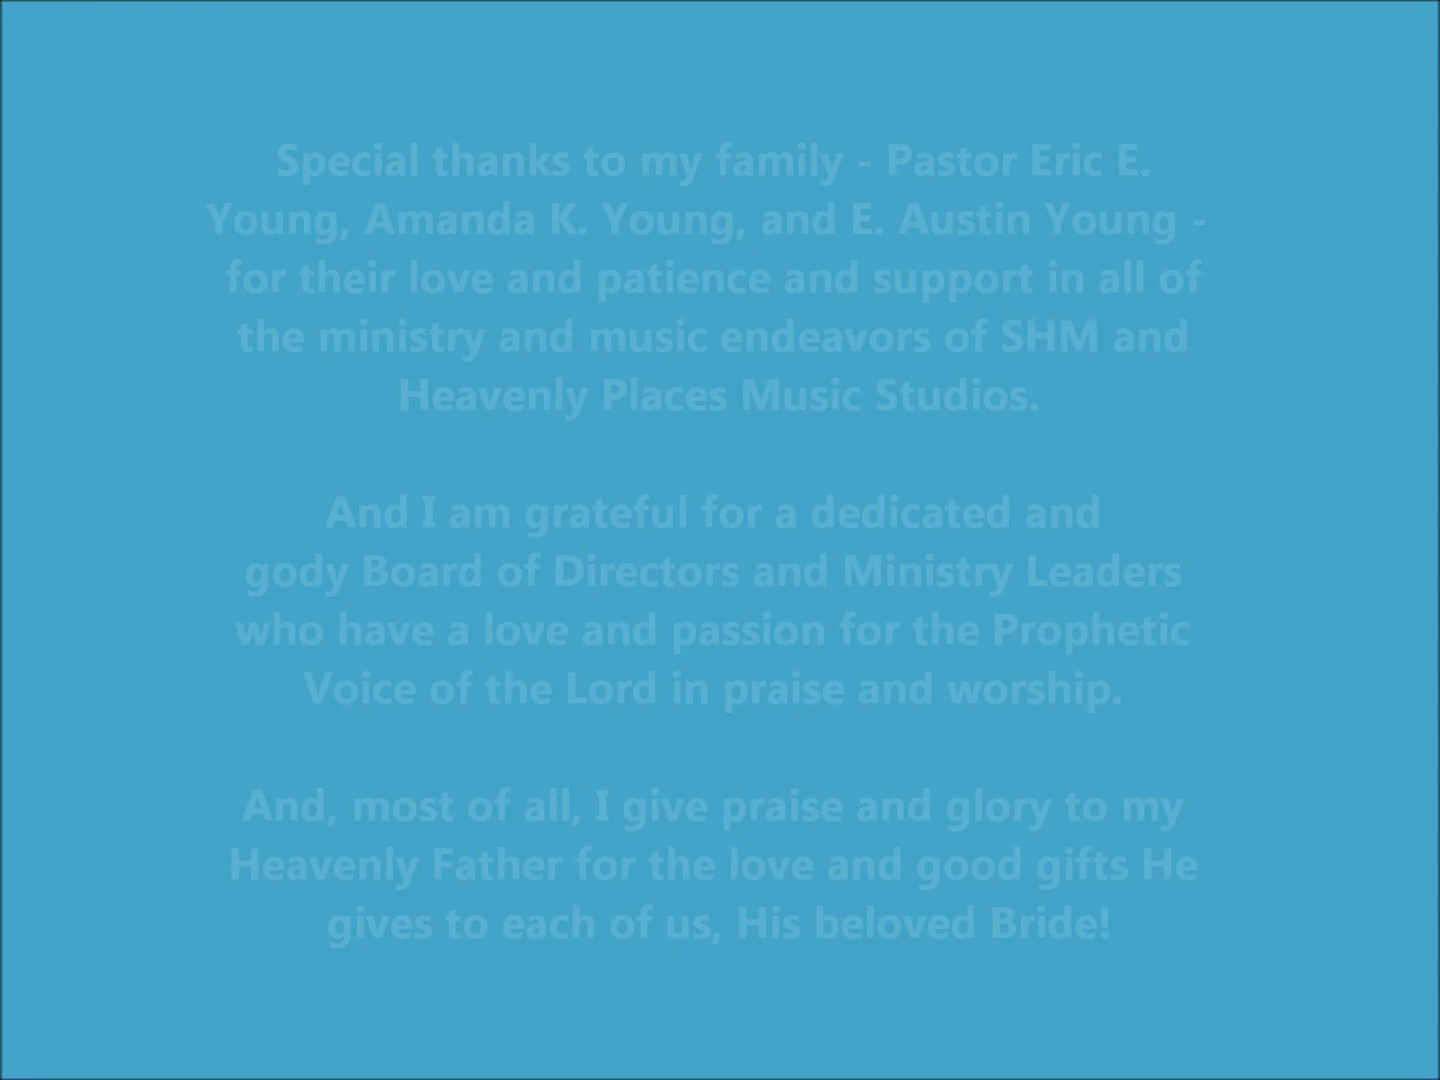 Special thanks to my family - Pastor Eric E.
Young, Amanda K. Young, and E. Austin Young -
for their love and patience and support in all of
the ministry and music endeavors of SHM and
Heavenly Places Music Studios.
And I am grateful for a dedicated and
gody Board of Directors and Ministry Leaders
who have a love and passion for the Prophetic
Voice of the Lord in praise and worship.
And, most of all, I give praise and glory to my
Heavenly Father for the love and good gifts He
gives to each of us, His beloved Bride!